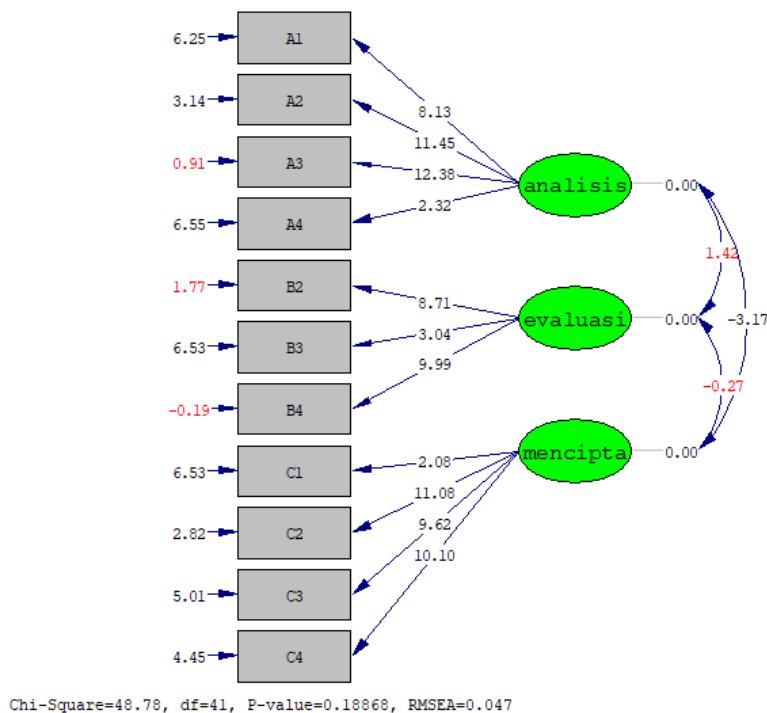 6.25 A1
8.13
3.14 A2
11.45
0.91 A3
12.38
analisis 0.00
2.32
6.55 A4
1.42
1.77 B2
8.71
evaluasi 0.00
-3.17
6.53 B3
3.04
9.99
-0.27
-0.19 B4
mencipta 0.00
6.53 C1
2.08
11.08
2.82 C2
9.62
10.10
5.01 C3
4.45 C4
Chi-Square=48.78, df=41, P-value=0.18868, RMSEA=0.047